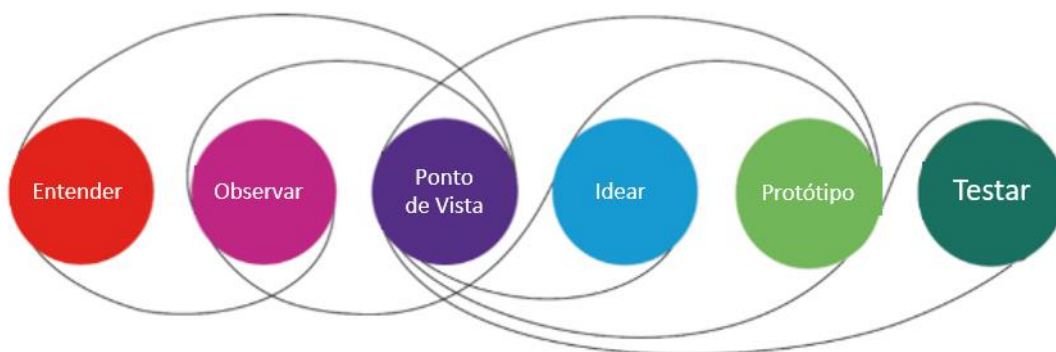 Entender
Observar
Ponto
de Vista
Idear
Protótipo
Testar